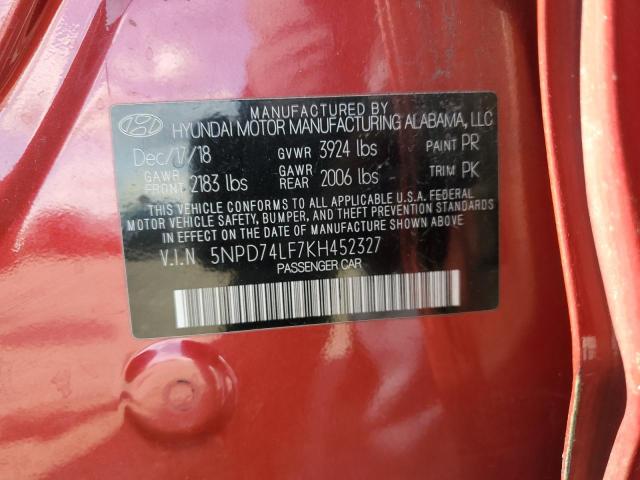 MANUFACTURED BY
HYUNDAI MOTOR MANUFACTURING ALABAMA, LLC
Dec/17/18 GVWR 3924 lbs PAINT PR
GAWR FRONT 2183 lbs GAWR REAR 2006 lbs TRIM PK
THIS VEHICLE CONFORMS TO ALL APPLICABLE U.S.A. FEDERAL
MOTOR VEHICLE SAFETY, BUMPER, AND THEFT PREVENTION STANDARDS
IN EFFECT ON THE DATE OF MANUFACTURE SHOWN ABOVE.
V.I.N 5NPD74LF7KH452327
PASSENGER CAR